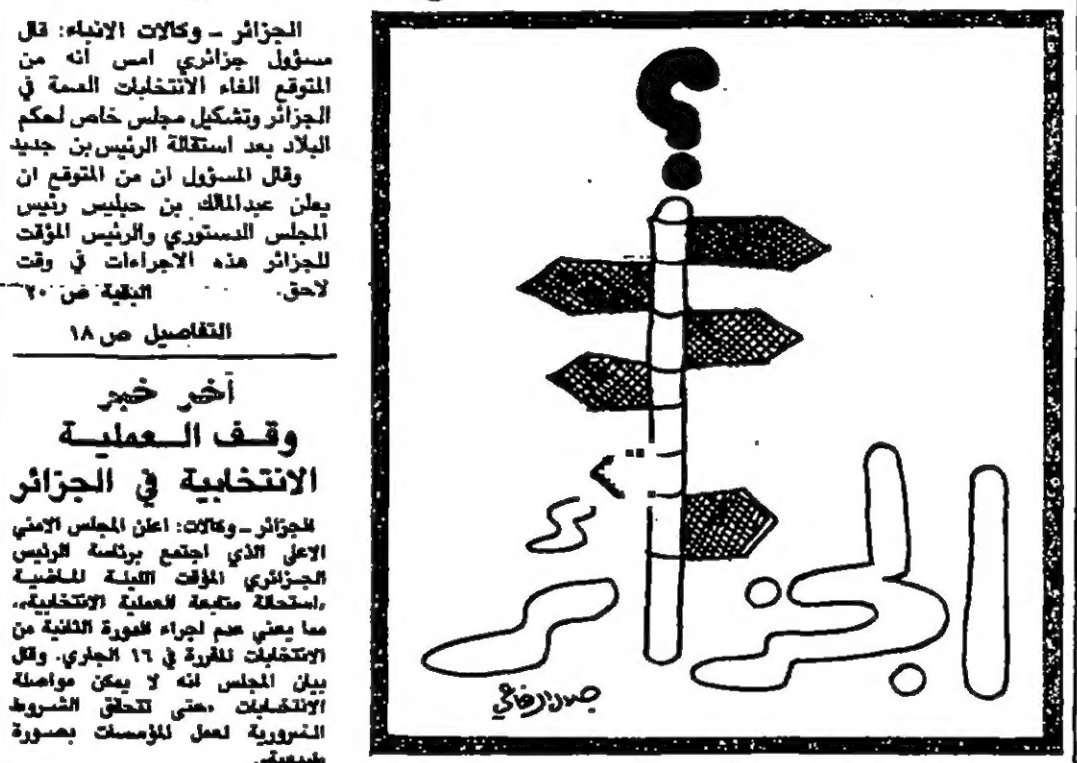 الجزائر - وكالات الانباء: قال
مسؤول جزائري امس انه من
المتوقع الغاء الانتخابات العامة في
الجزائر وتشكيل مجلس خاص لحكم
البلاد بعد استقالة الرئيس بن جديد
وقال المسؤول ان من المتوقع ان
يعلن عبدالمالك بن حبليس رئيس
المجلس الدستوري والرئيس المؤقت
للجزائر هذه الاجراءات في وقت
لاحق. البقية ص ٢٠
التفاصيل ص ١٨
آخر خبر
وقف العملية
الانتخابية في الجزائر
الجزائر - وكالات: اعلن المجلس الامني
الاعلى الذي اجتمع برئاسة الرئيس
الجزائري المؤقت الليلة الماضية
«استحالة متابعة العملية الانتخابية»،
مما يعني عدم اجراء الدورة الثانية من
الانتخابات المقررة في ١٦ الجاري. وقال
بيان المجلس انه لا يمكن مواصلة
الانتخابات «حتى تتحقق الشروط
الضرورية لعمل المؤسسات بصورة
طبيعية».
؟
الجزائر